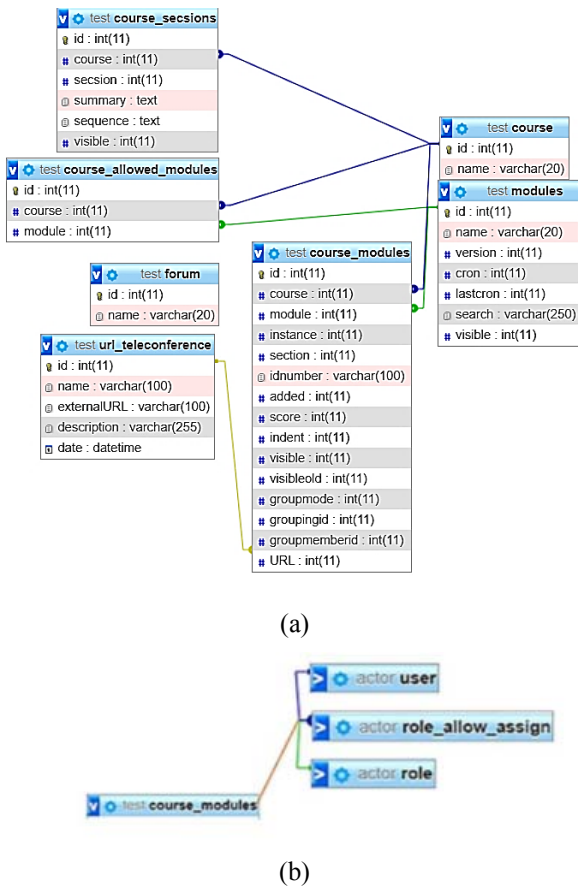 test course_secsions
id : int(11)
course : int(11)
secsion : int(11)
summary : text
sequence : text
visible : int(11)
test course_allowed_modules
id : int(11)
course : int(11)
module : int(11)
test forum
id : int(11)
name : varchar(20)
test url_teleconference
id : int(11)
name : varchar(100)
externalURL : varchar(100)
description : varchar(255)
date : datetime
test course_modules
id : int(11)
course : int(11)
module : int(11)
instance : int(11)
section : int(11)
idnumber : varchar(100)
added : int(11)
score : int(11)
indent : int(11)
visible : int(11)
visibleold : int(11)
groupmode : int(11)
groupingid : int(11)
groupmemberid : int(11)
URL : int(11)
test course
id : int(11)
name : varchar(20)
test modules
id : int(11)
name : varchar(20)
version : int(11)
cron : int(11)
lastcron : int(11)
search : varchar(250)
visible : int(11)
(a)
actor user
actor role_allow_assign
actor role
test course_modules
(b)